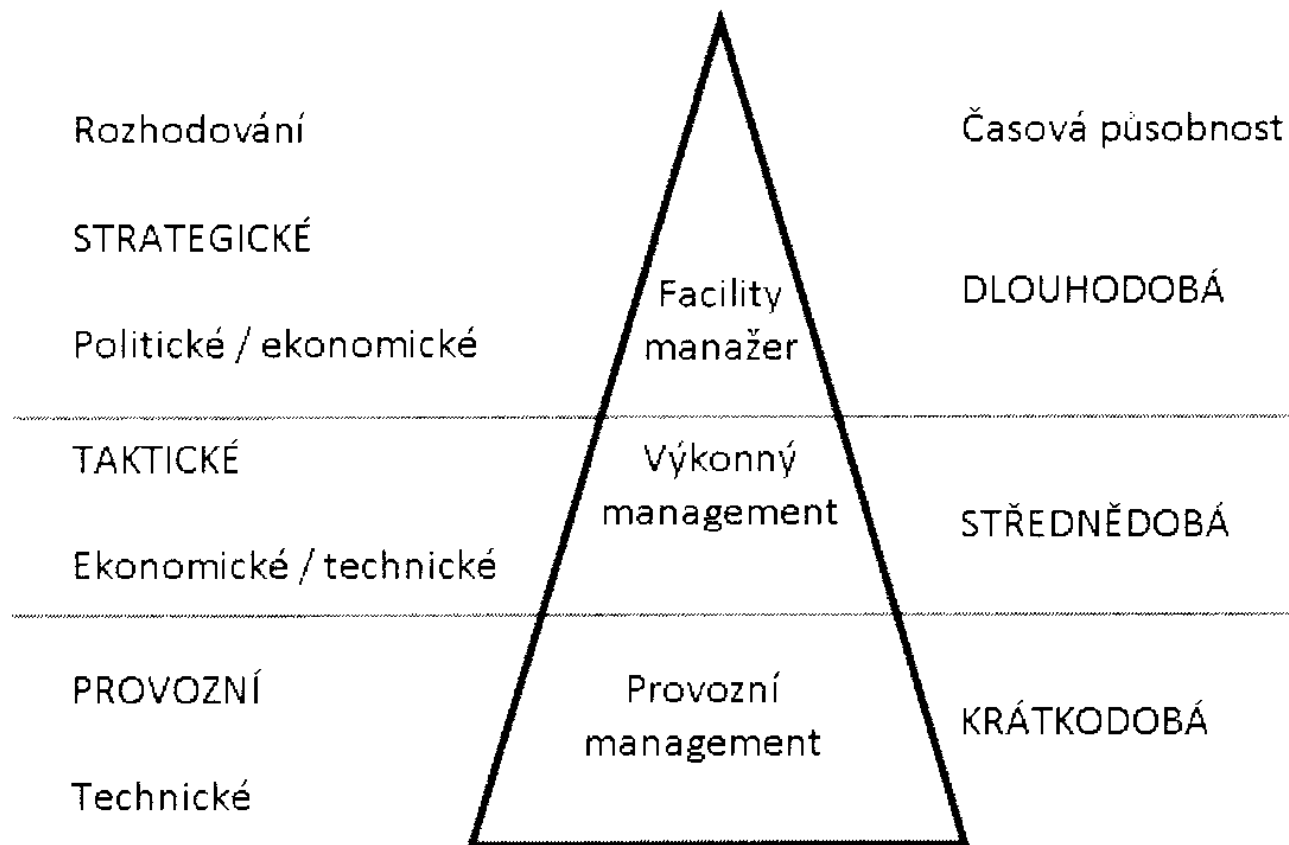 Rozhodování
Časová působnost
STRATEGICKÉ
Facility
manažer
DLOUHODOBÁ
Politické / ekonomické
TAKTICKÉ
Výkonný
management
STŘEDNĚDOBÁ
Ekonomické / technické
PROVOZNÍ
Provozní
management
KRÁTKODOBÁ
Technické